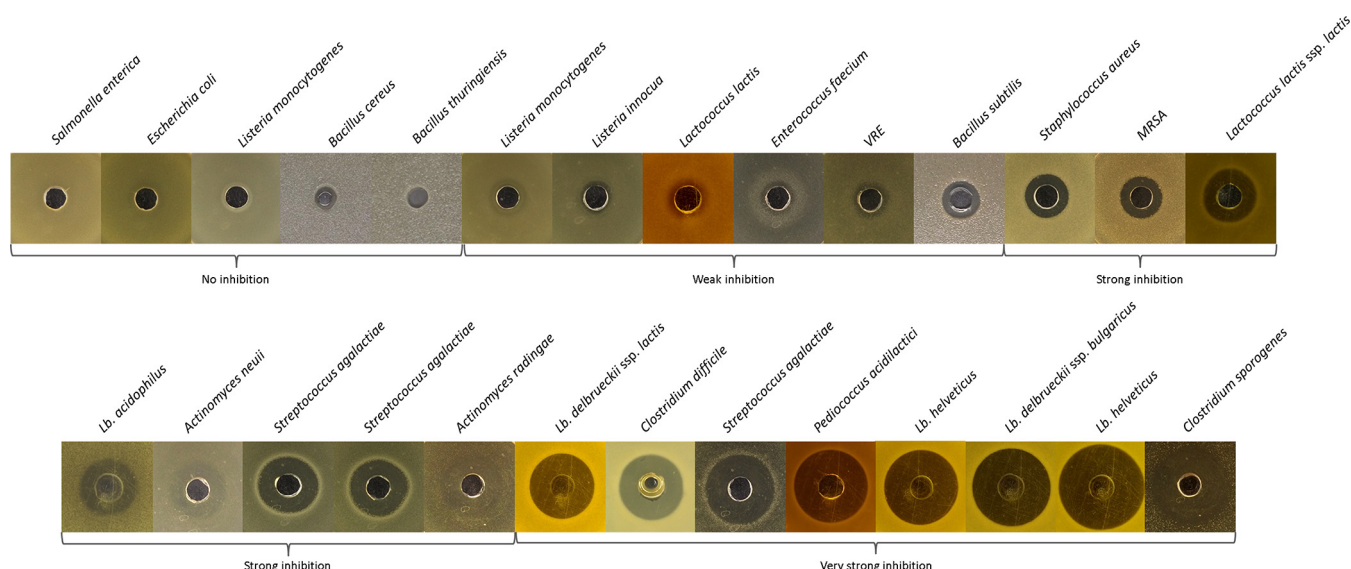 Salmonella enterica
Escherichia coli
Listeria monocytogenes
Bacillus cereus
Bacillus thuringiensis
Listeria monocytogenes
Listeria innocua
Lactococcus lactis
Enterococcus faecium
VRE
Bacillus subtilis
Staphylococcus aureus
MRSA
Lactococcus lactis ssp. lactis
No inhibition
Weak inhibition
Strong inhibition
Lb. acidophilus
Actinomyces neuii
Streptococcus agalactiae
Streptococcus agalactiae
Actinomyces radingae
Lb. delbrueckii ssp. lactis
Clostridium difficile
Streptococcus agalactiae
Pediococcus acidilactici
Lb. helveticus
Lb. delbrueckii ssp. bulgaricus
Lb. helveticus
Clostridium sporogenes
Strong inhibition
Very strong inhibition